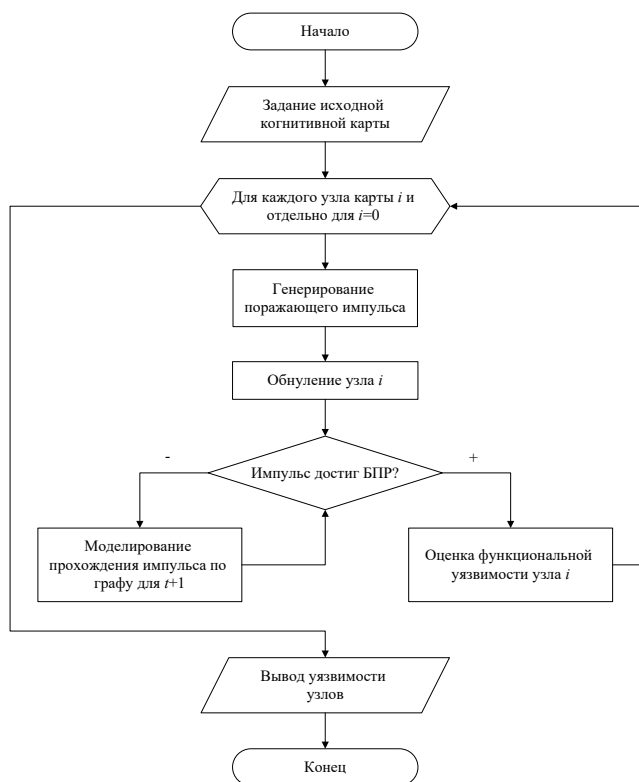 Начало
Задание исходной
когнитивной карты
Для каждого узла карты i и
отдельно для i=0
Генерирование
поражающего импульса
Обнуление узла i
-
Импульс достиг БПР?
+
Моделирование
прохождения импульса по
графу для t+1
Оценка функциональной
уязвимости узла i
Вывод уязвимости
узлов
Конец